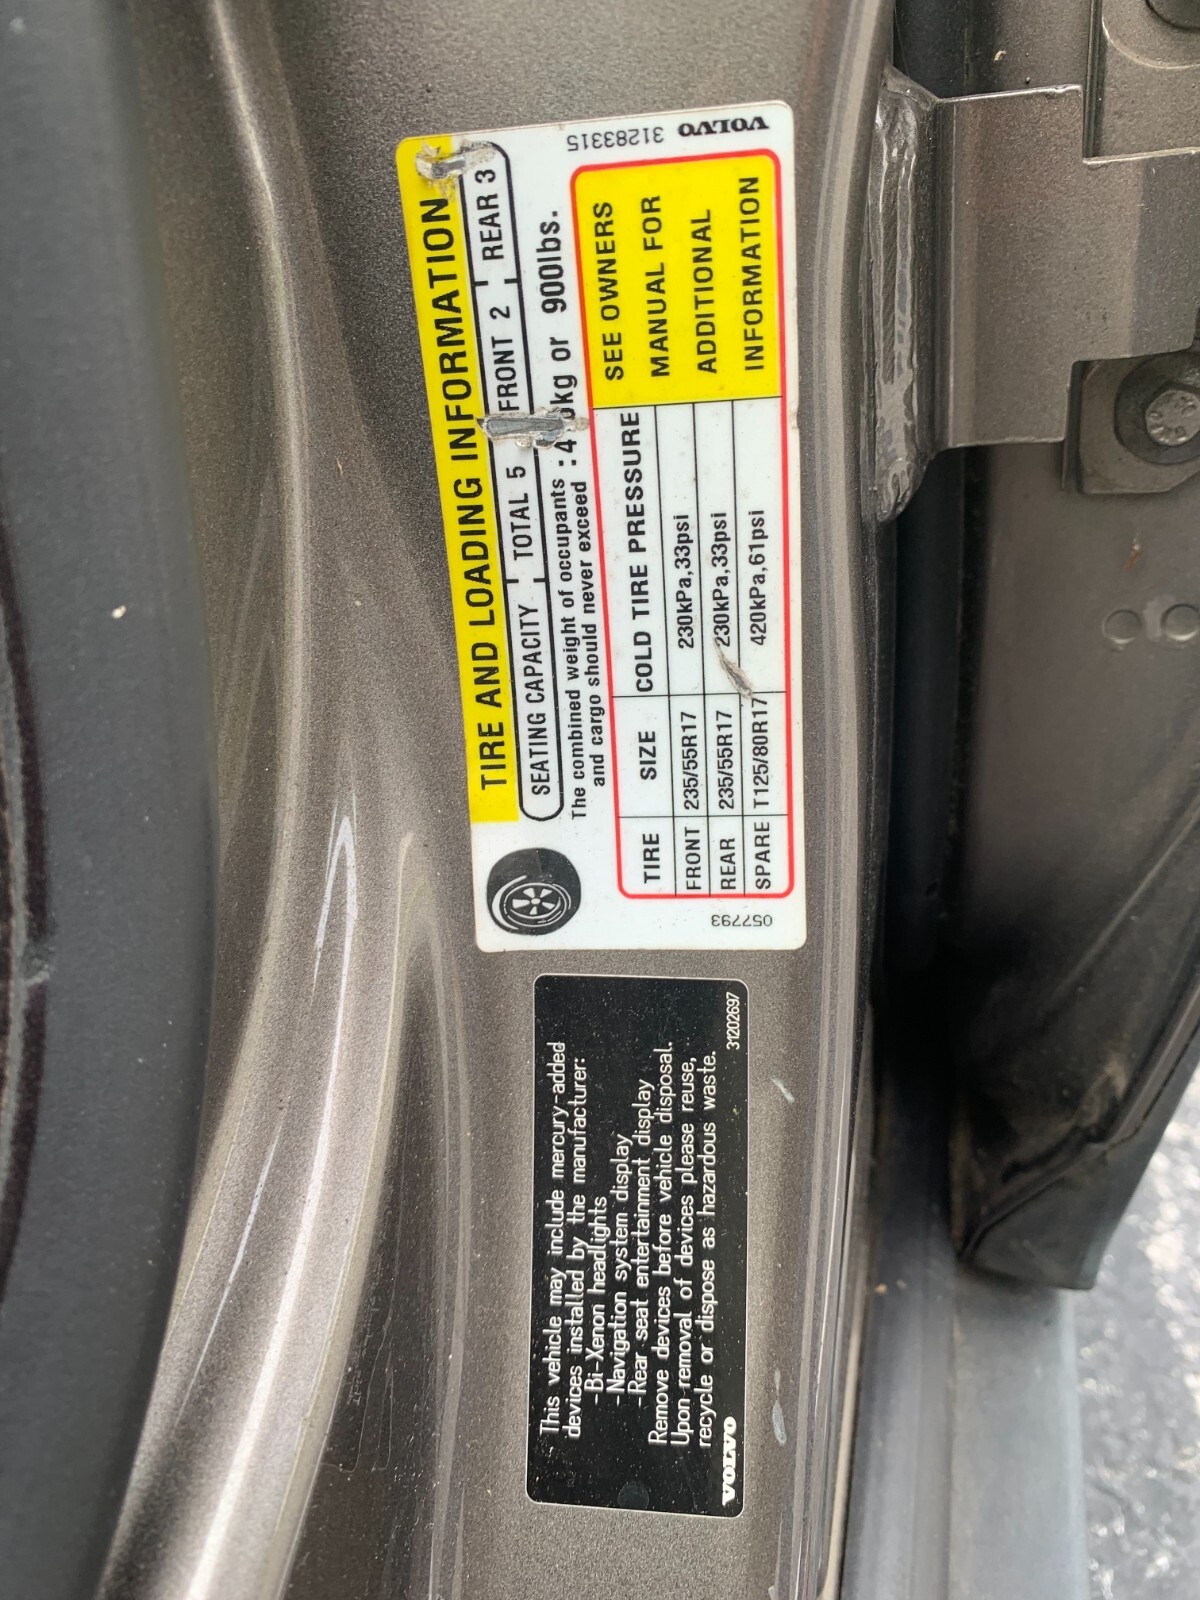 TIRE AND LOADING INFORMATION
SEATING CAPACITY TOTAL 5 FRONT 2 REAR 3
The combined weight of occupants
and cargo should never exceed
: kg or 900lbs.
TIRE SIZE COLD TIRE PRESSURE
FRONT 235/55R17 230kPa,33psi
REAR 235/55R17 230kPa,33psi
SPARE T125/80R17 420kPa,61psi
SEE OWNERS
MANUAL FOR
ADDITIONAL
INFORMATION
057793
31283315 VOLVO
This vehicle may include mercury-added
devices installed by the manufacturer:
-Bi-Xenon headlights
-Navigation system display
-Rear seat entertainment display
Remove devices before vehicle disposal.
Upon removal of devices please reuse,
recycle or dispose as hazardous waste.
VOLVO 31202697